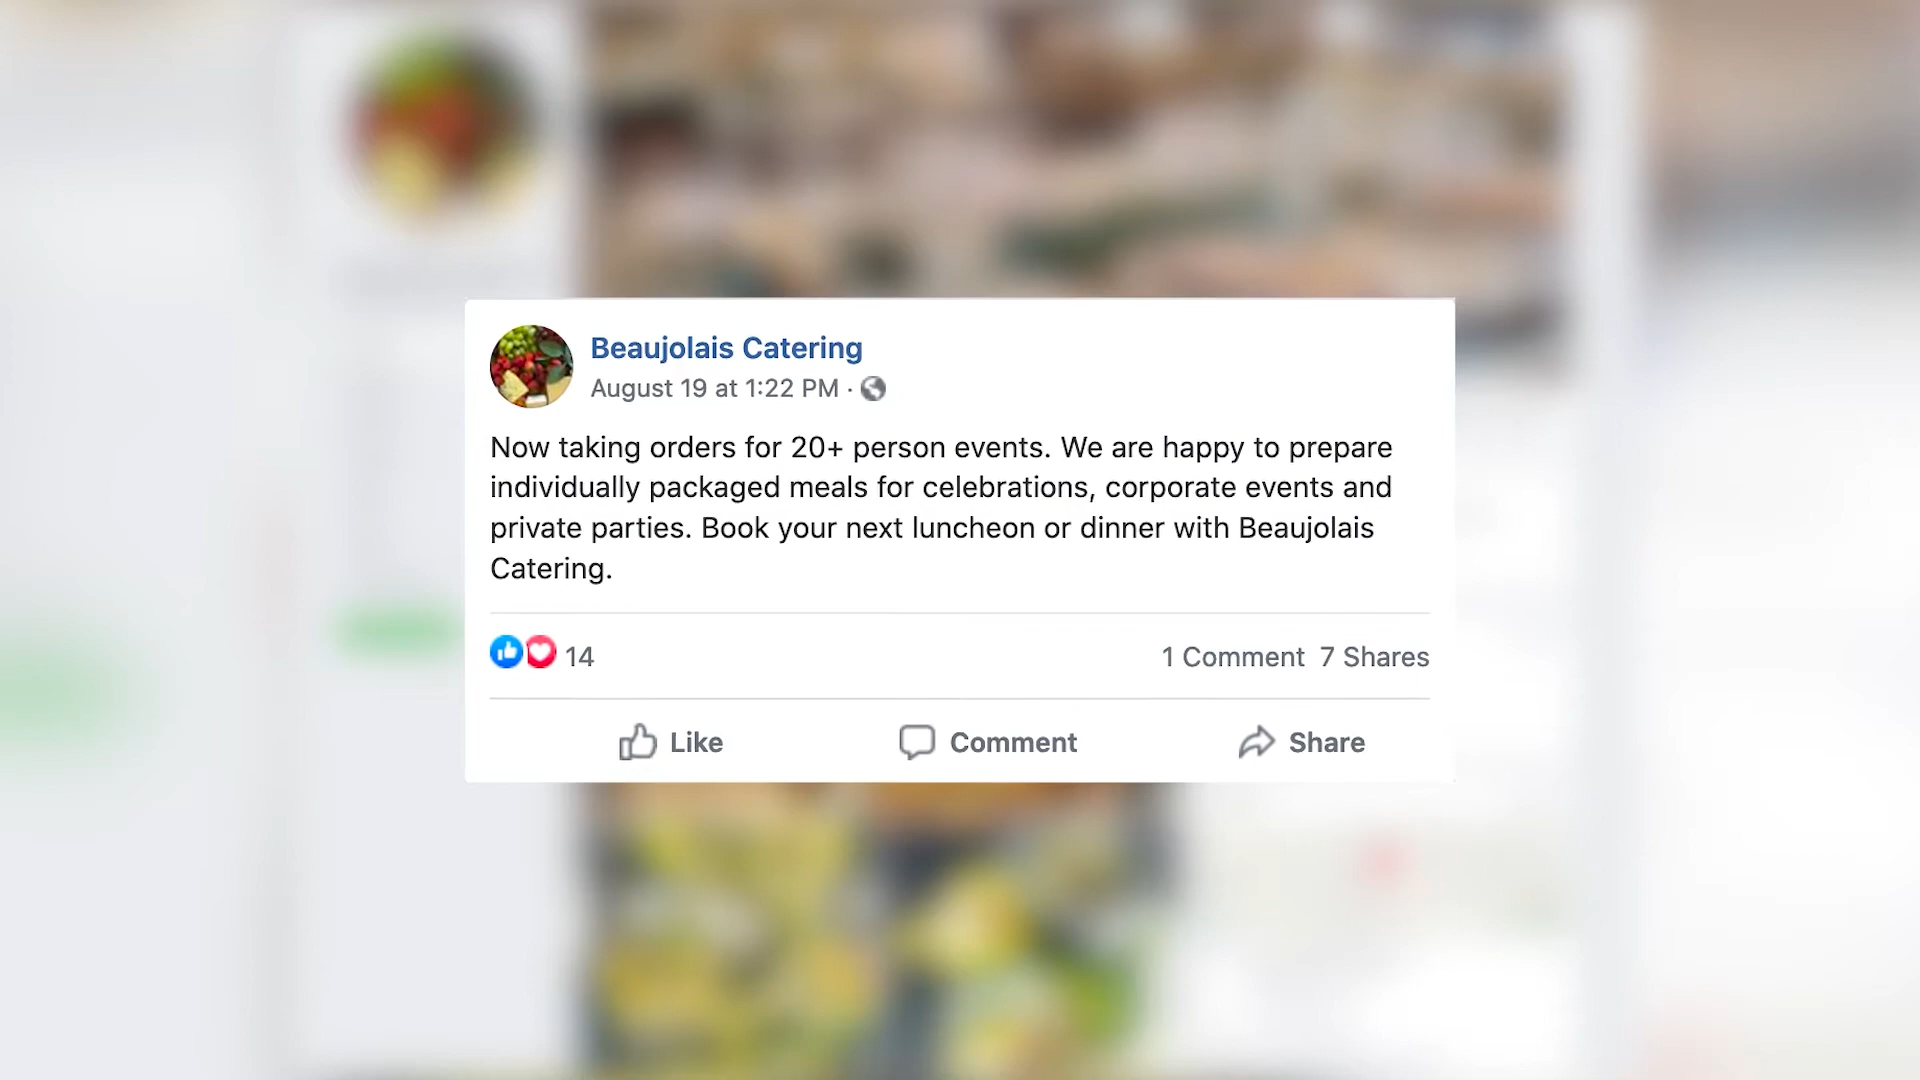 Beaujolais Catering
August 19 at 1:22 PM ·
Now taking orders for 20+ person events. We are happy to prepare
individually packaged meals for celebrations, corporate events and
private parties. Book your next luncheon or dinner with Beaujolais
Catering.
14
1 Comment 7 Shares
Like Comment Share